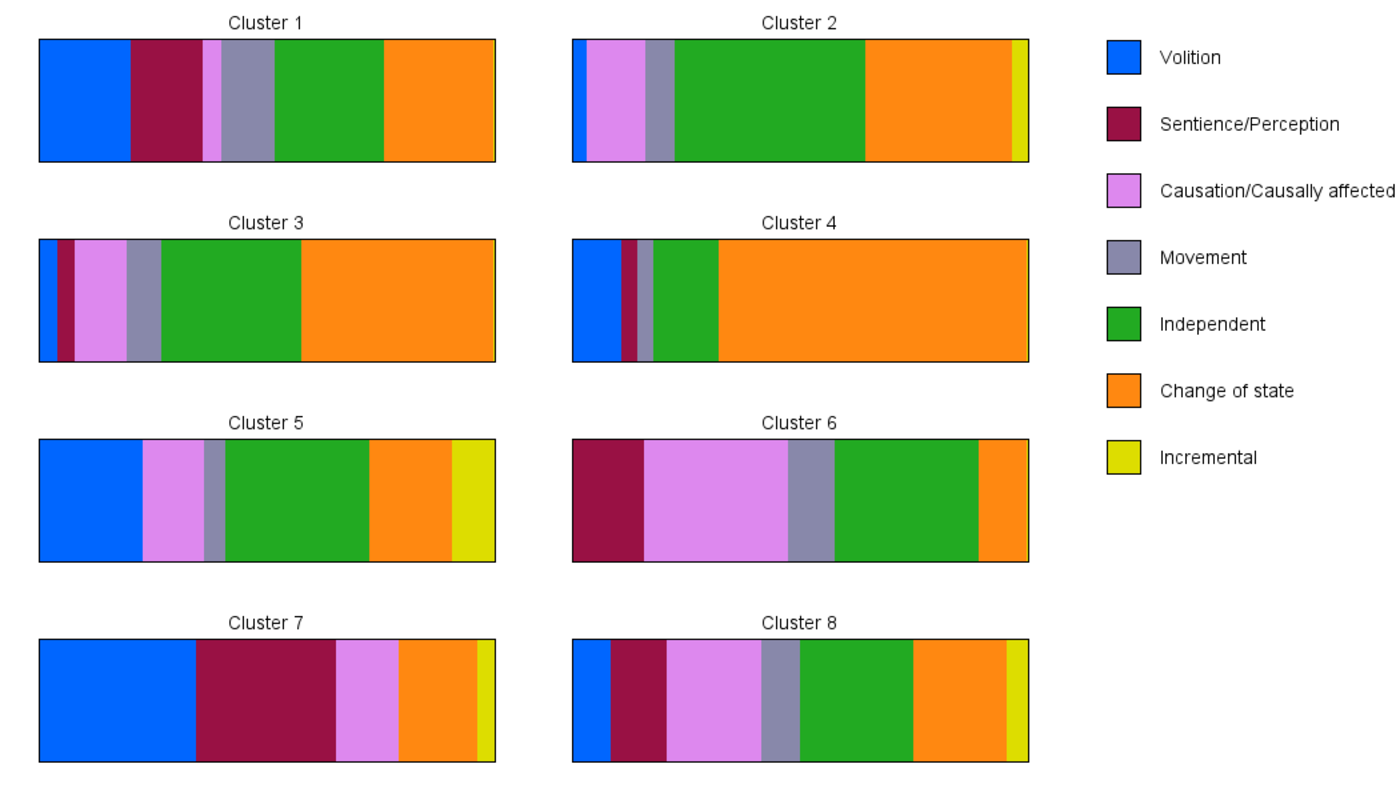 Cluster 1
Cluster 2
Cluster 3
Cluster 4
Cluster 5
Cluster 6
Cluster 7
Cluster 8
Volition
Sentience/Perception
Causation/Causally affected
Movement
Independent
Change of state
Incremental